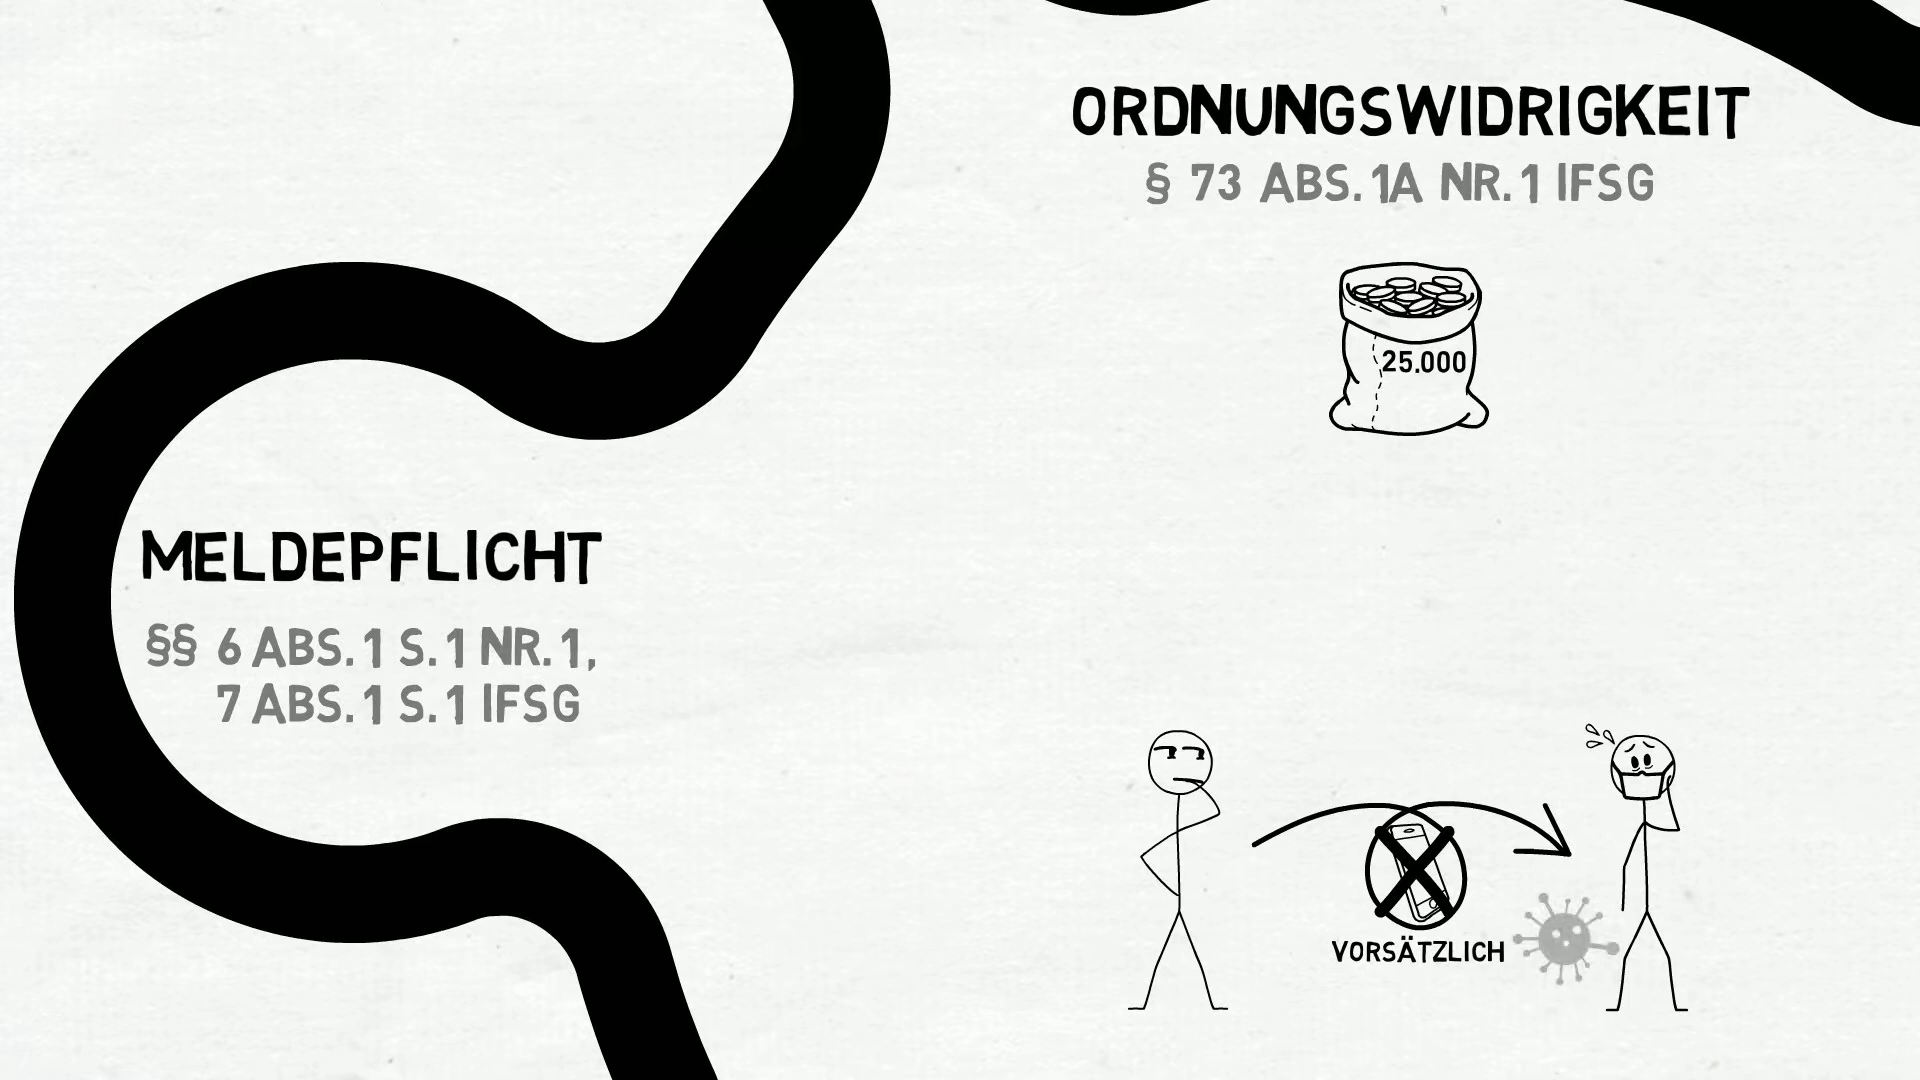 ORDNUNGSWIDRIGKEIT
§ 73 ABS. 1A NR. 1 IFSG
25.000
MELDEPFLICHT
§§ 6 ABS. 1 S. 1 NR. 1,
7 ABS. 1 S. 1 IFSG
VORSÄTZLICH